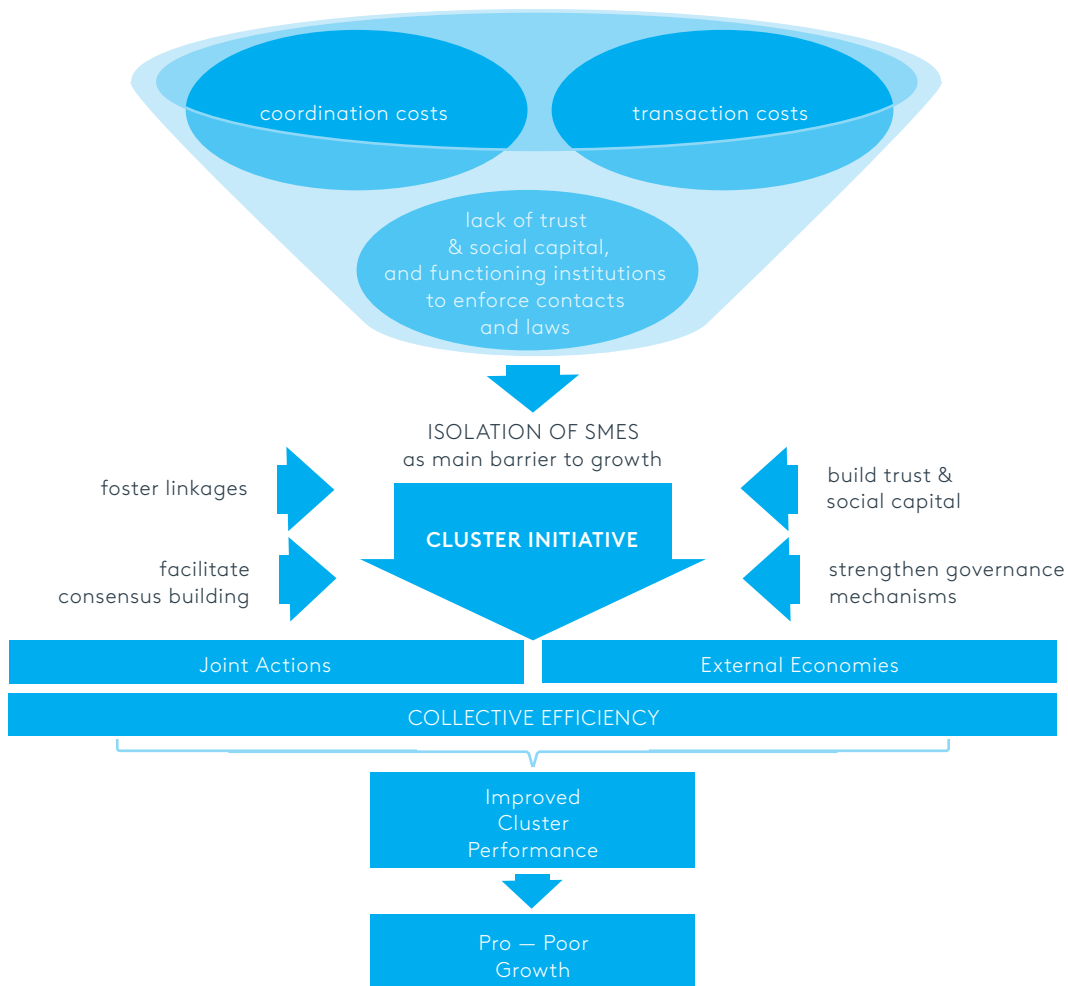 coordination costs
transaction costs
lack of trust
& social capital,
and functioning institutions
to enforce contacts
and laws
ISOLATION OF SMES
as main barrier to growth
foster linkages
build trust &
social capital
CLUSTER INITIATIVE
facilitate
consensus building
strengthen governance
mechanisms
Joint Actions
External Economies
COLLECTIVE EFFICIENCY
Improved
Cluster
Performance
Pro — Poor
Growth